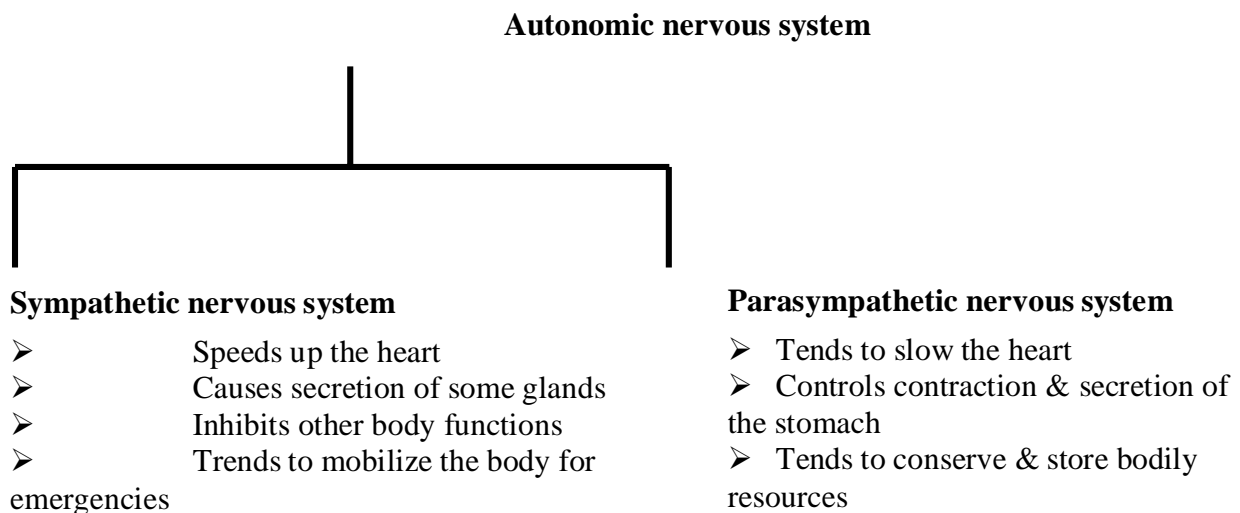 Autonomic nervous system
Sympathetic nervous system
➢ Speeds up the heart
➢ Causes secretion of some glands
➢ Inhibits other body functions
➢ Trends to mobilize the body for
emergencies
Parasympathetic nervous system
➢ Tends to slow the heart
➢ Controls contraction & secretion of
the stomach
➢ Tends to conserve & store bodily
resources